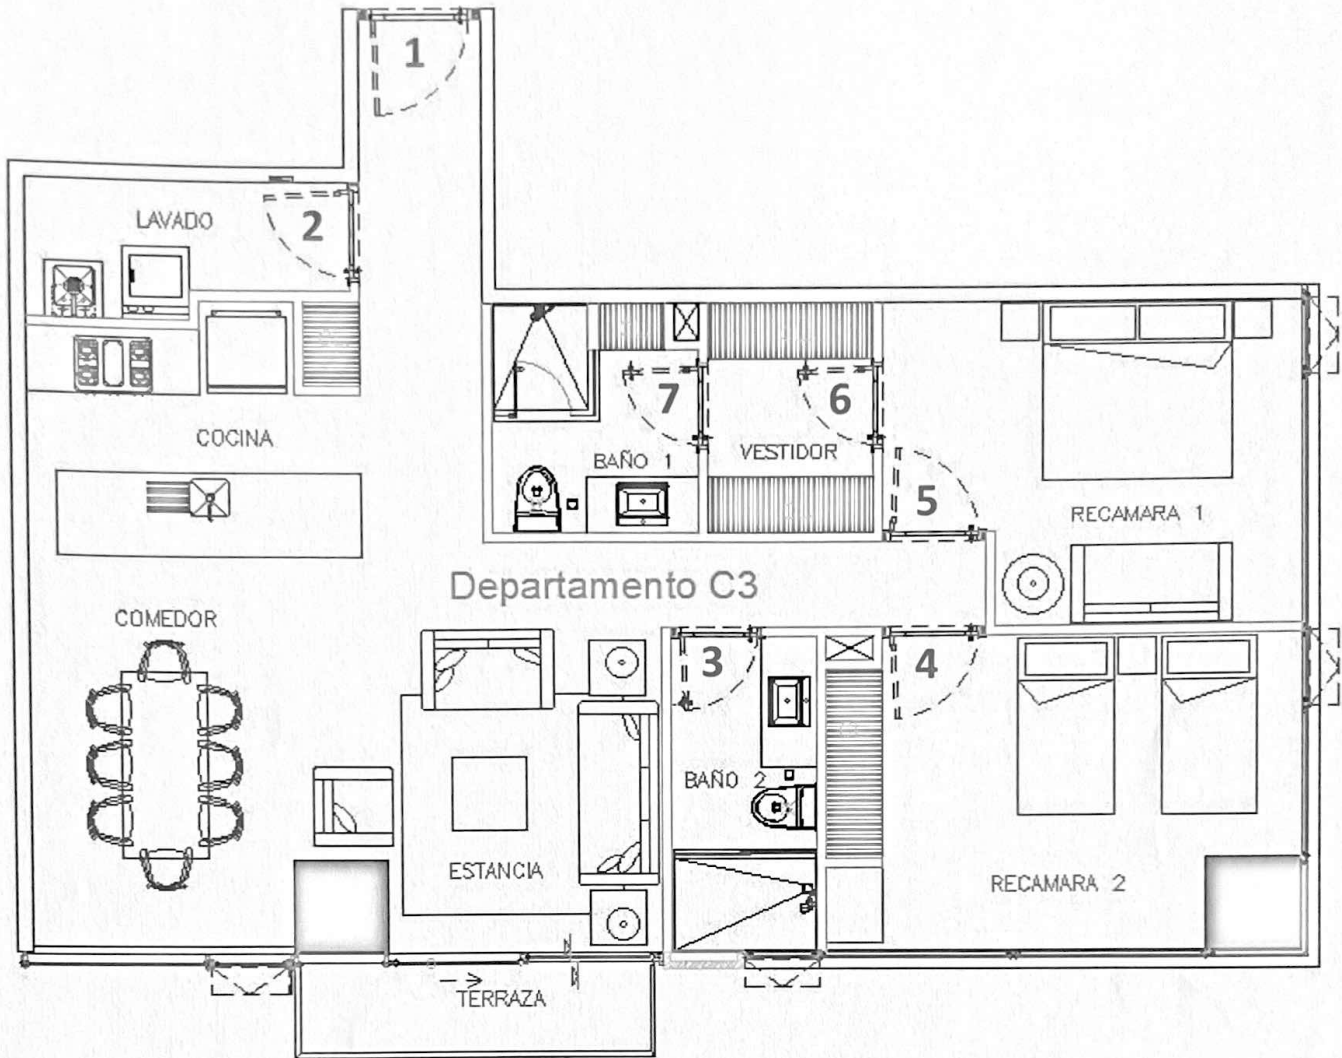 1
2
LAVADO
7
6
COCINA
BAÑO 1
VESTIDOR
5
RECAMARA 1
Departamento C3
COMEDOR
3
4
BAÑO 2
ESTANCIA
RECAMARA 2
TERRAZA